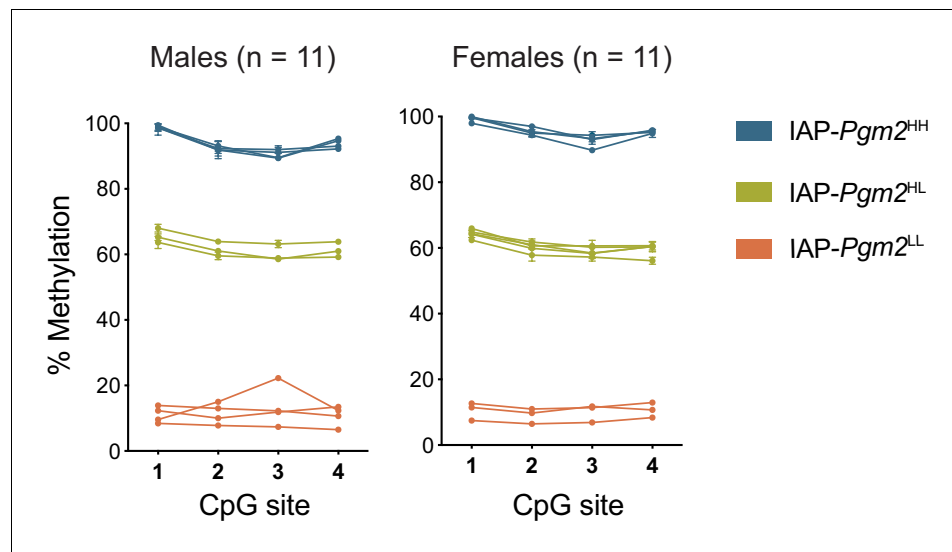 Males (n = 11)
Females (n = 11)
% Methylation
100
80
60
40
20
0
1 2 3 4
CpG site
100
80
60
40
20
0
1 2 3 4
CpG site
IAP-Pgm2HH
IAP-Pgm2HL
IAP-Pgm2LL